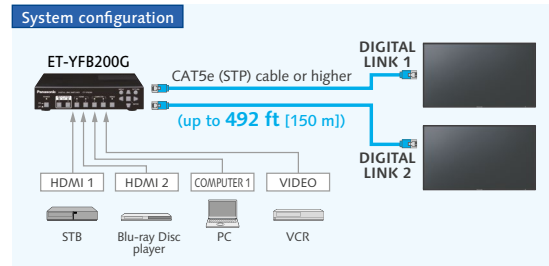 System configuration
ET-YFB200G
Panasonic
CAT5e (STP) cable or higher
(up to 492 ft [150 m])
DIGITAL
LINK 1
DIGITAL
LINK 2
HDMI 1
HDMI 2
COMPUTER 1
VIDEO
STB
Blu-ray Disc
player
PC
VCR